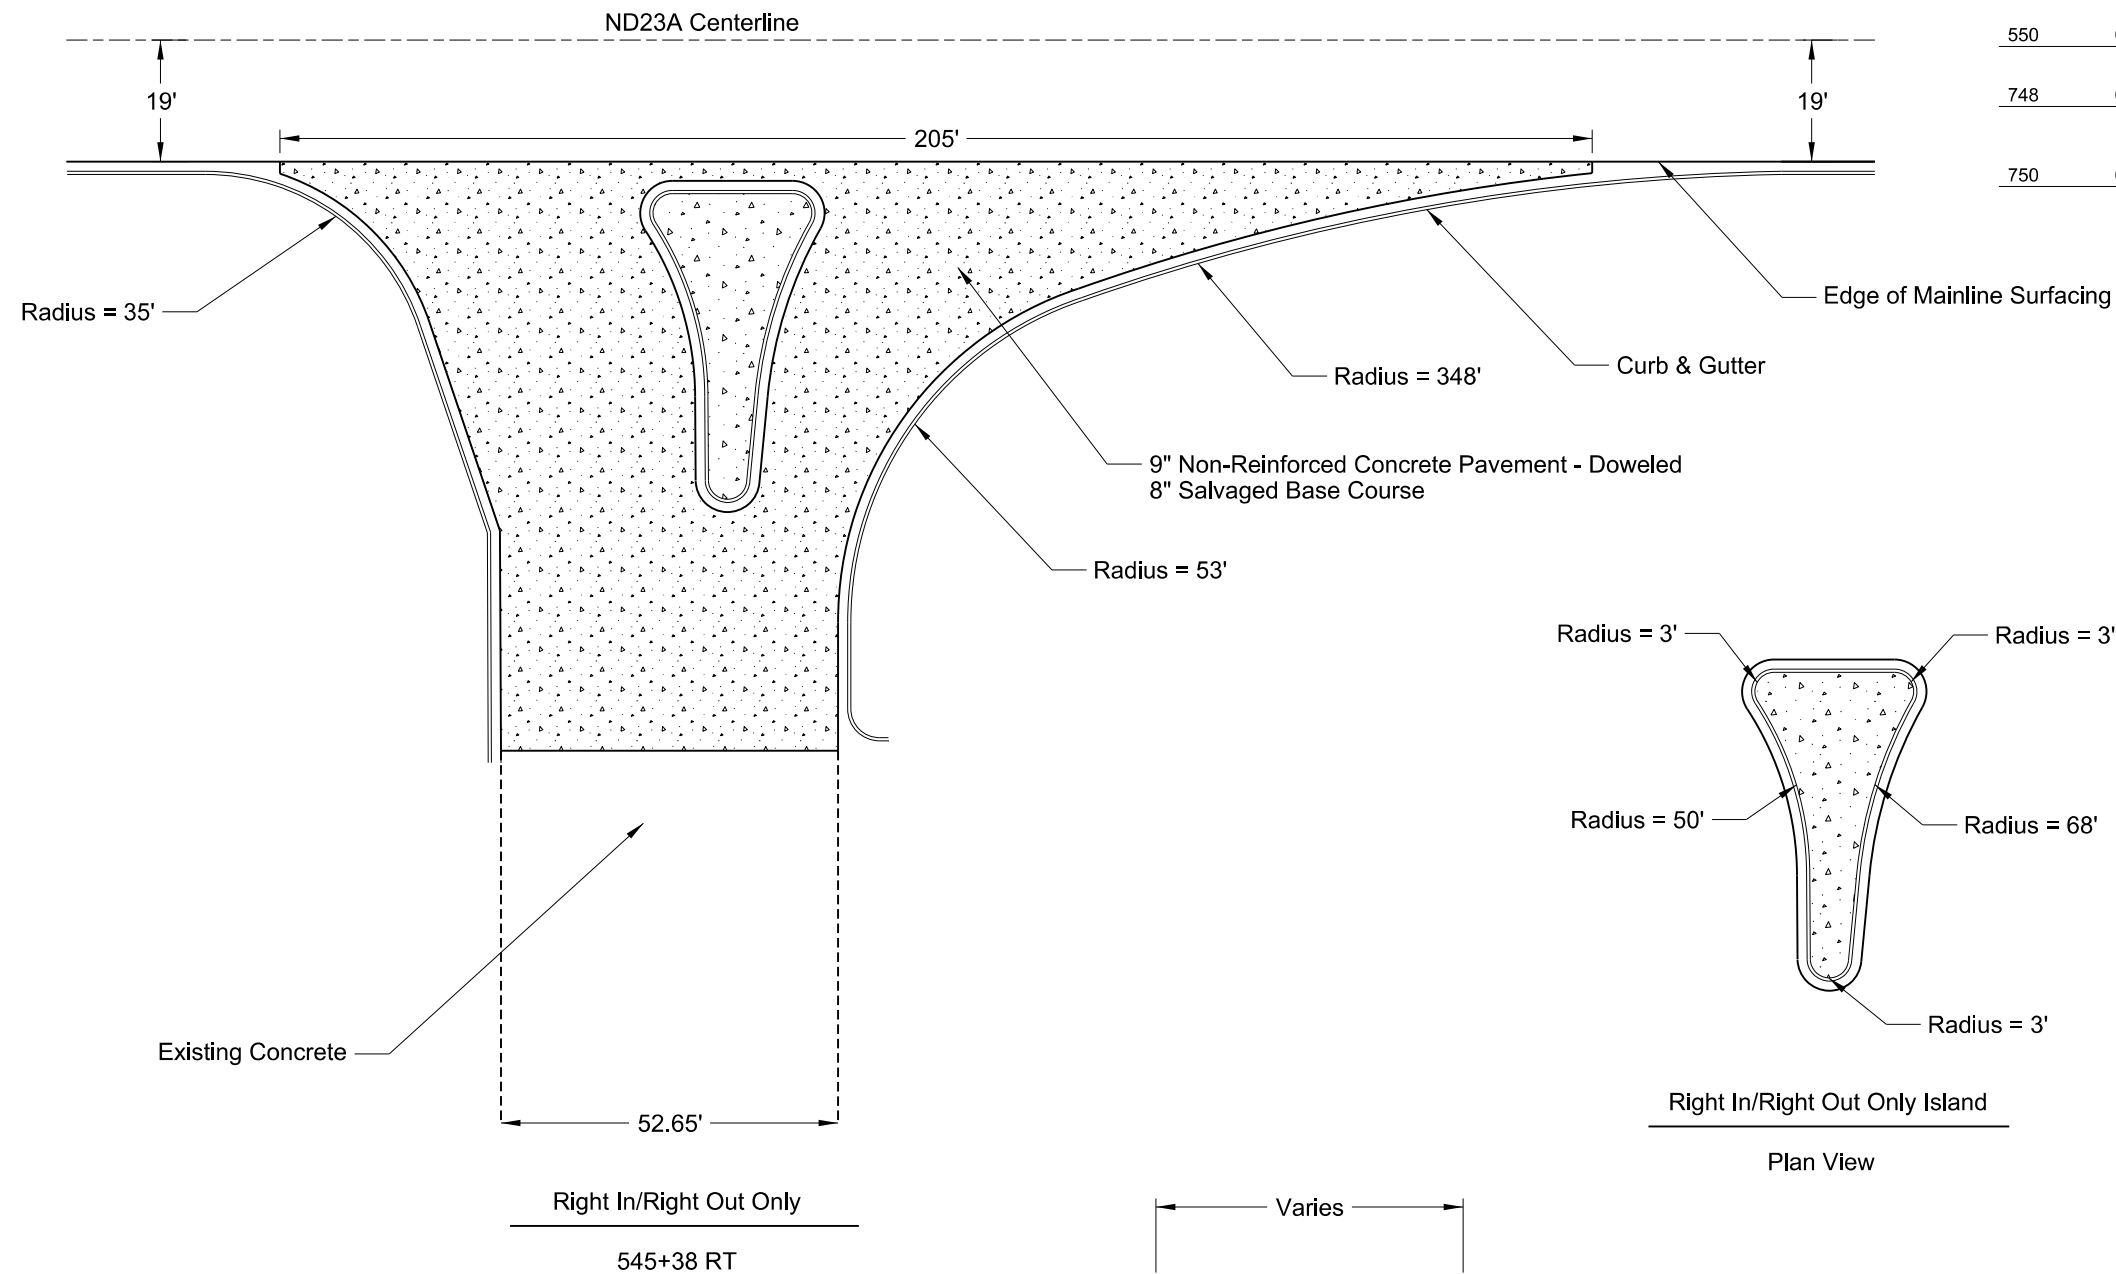 ND23A Centerline
550
19'
19'
748
205'
750
Radius = 35'
Edge of Mainline Surfacing
Curb & Gutter
Radius = 348'
9" Non-Reinforced Concrete Pavement - Doweled
8" Salvaged Base Course
Radius = 53'
Radius = 3'
Radius = 3'
Radius = 50'
Radius = 68'
Radius = 3'
Existing Concrete
52.65'
Right In/Right Out Only Island
Plan View
Right In/Right Out Only
545+38 RT
Varies